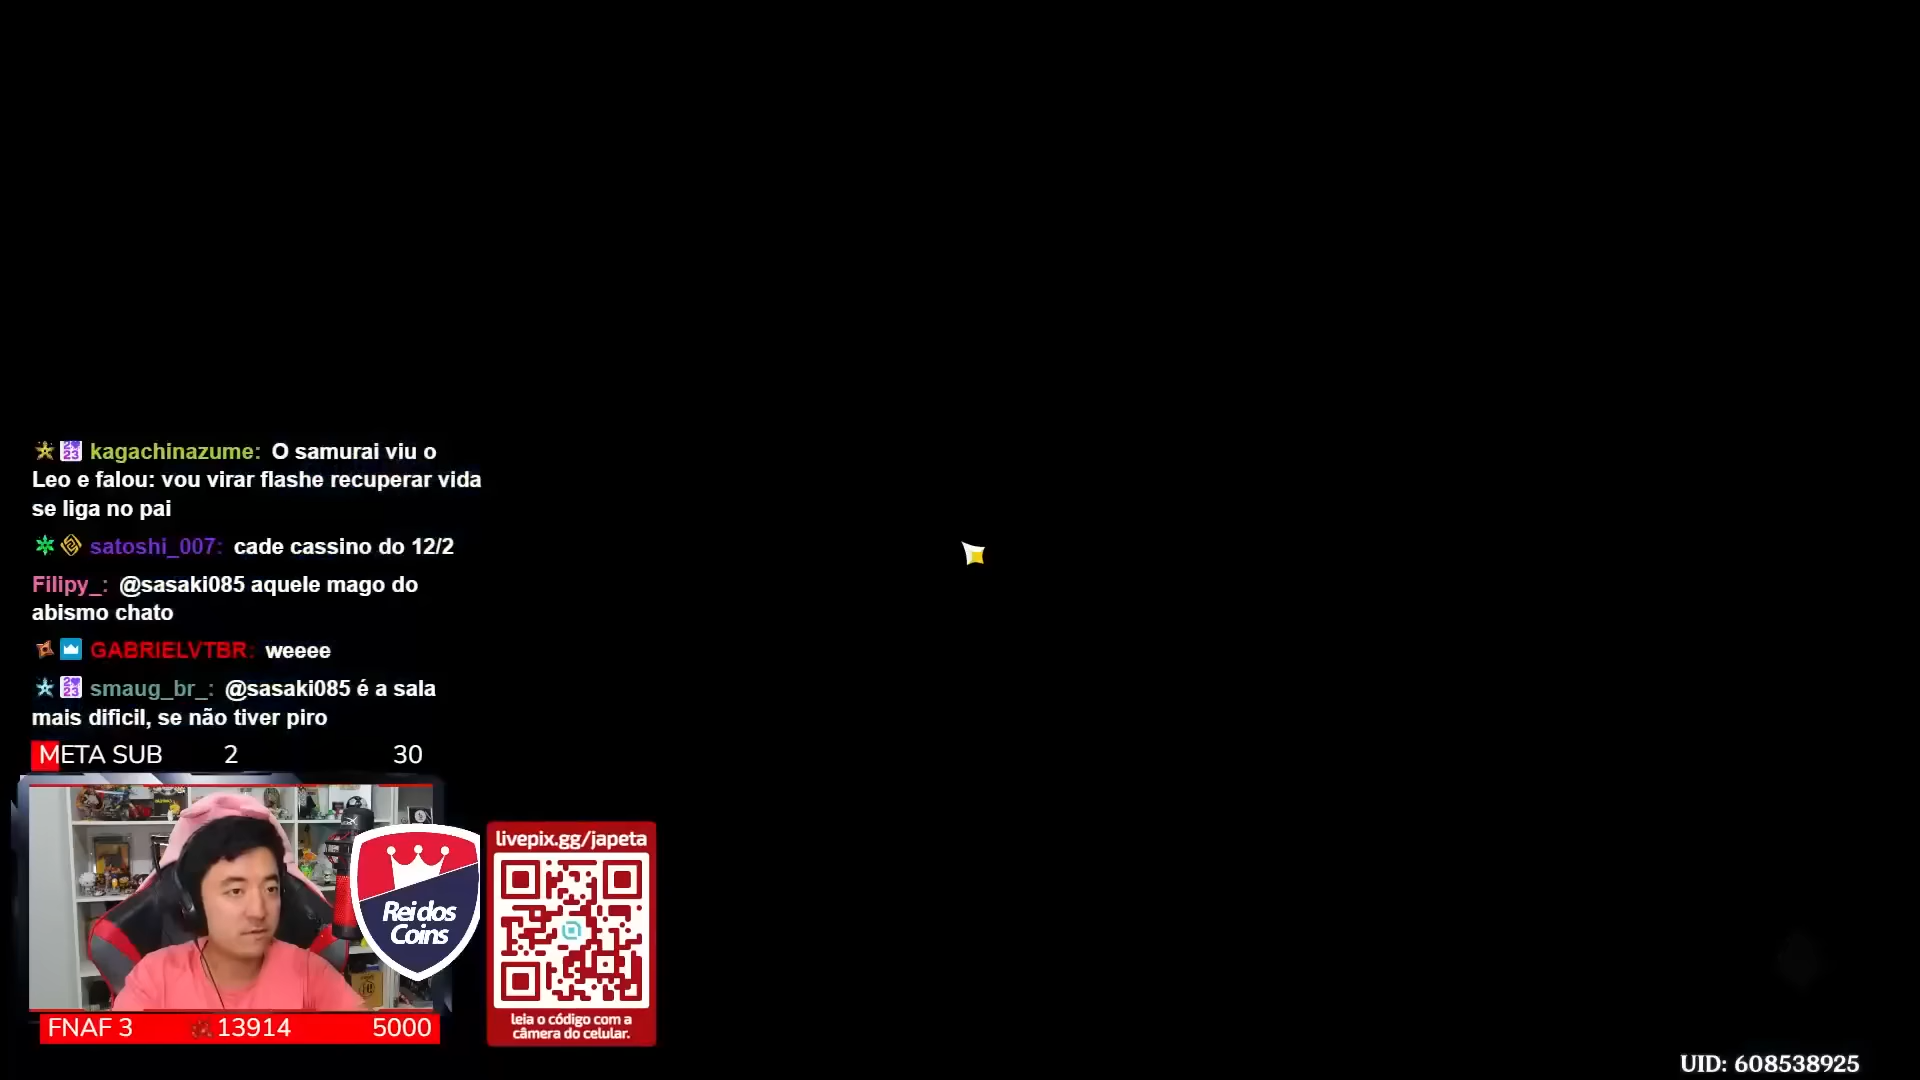 kagachinazume: O samurai viu o
Leo e falou: vou virar flashe recuperar vida
se liga no pai
satoshi_007: cade cassino do 12/2
Filipy_: @sasaki085 aquele mago do
abismo chato
GABRIELVTBR: weeee
smaug_br_: @sasaki085 é a sala
mais dificil, se não tiver piro
META SUB 2 30
Rei dos
Coins
livepix.gg/japeta
leia o código com a
câmera do celular.
FNAF 3 13914 5000
UID: 608538925